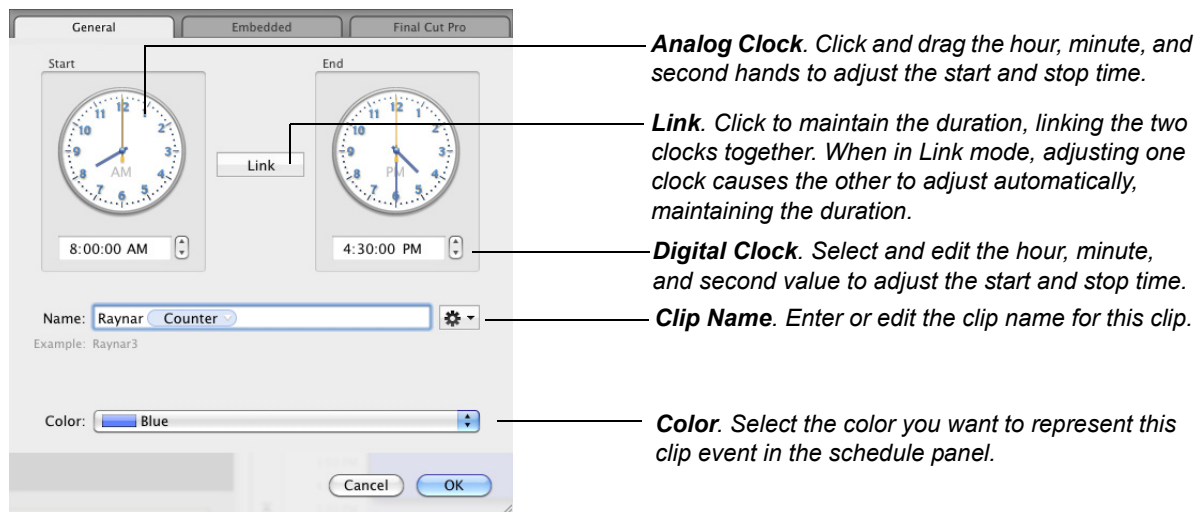 General
Embedded
Final Cut Pro
Start
End
12
1
2
3
4
5
6
7
8
9
10
11
AM
12
1
2
3
4
5
6
7
8
9
10
11
PM
Link
8:00:00 AM
4:30:00 PM
Name: Raynar Counter
Example: Raynar3
Color: Blue
Cancel
OK
Analog Clock. Click and drag the hour, minute, and
second hands to adjust the start and stop time.
Link. Click to maintain the duration, linking the two
clocks together. When in Link mode, adjusting one
clock causes the other to adjust automatically,
maintaining the duration.
Digital Clock. Select and edit the hour, minute,
and second value to adjust the start and stop time.
Clip Name. Enter or edit the clip name for this clip.
Color. Select the color you want to represent this
clip event in the schedule panel.